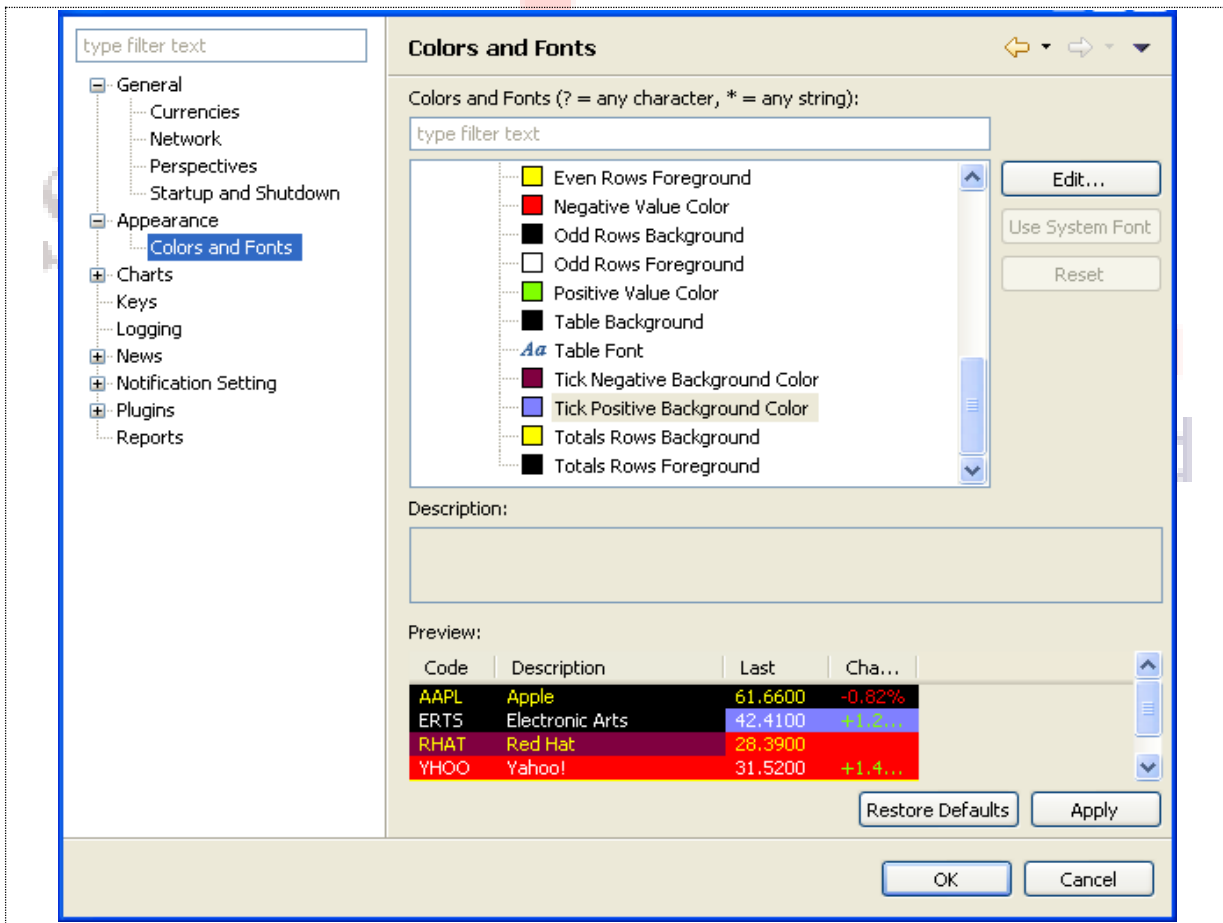 type filter text
General
Currencies
Network
Perspectives
Startup and Shutdown
Appearance
Colors and Fonts
Charts
Keys
Logging
News
Notification Setting
Plugins
Reports
Colors and Fonts
Colors and Fonts (? = any character, * = any string):
type filter text
Even Rows Foreground
Negative Value Color
Odd Rows Background
Odd Rows Foreground
Positive Value Color
Table Background
Aa Table Font
Tick Negative Background Color
Tick Positive Background Color
Totals Rows Background
Totals Rows Foreground
Edit...
Use System Font
Reset
Description:
Preview:
Code Description Last Cha...
AAPL Apple 61.6600 -0.82%
ERTS Electronic Arts 42.4100 +1.2...
RHAT Red Hat 28.3900
YHOO Yahoo! 31.5200 +1.4...
Restore Defaults Apply
OK Cancel